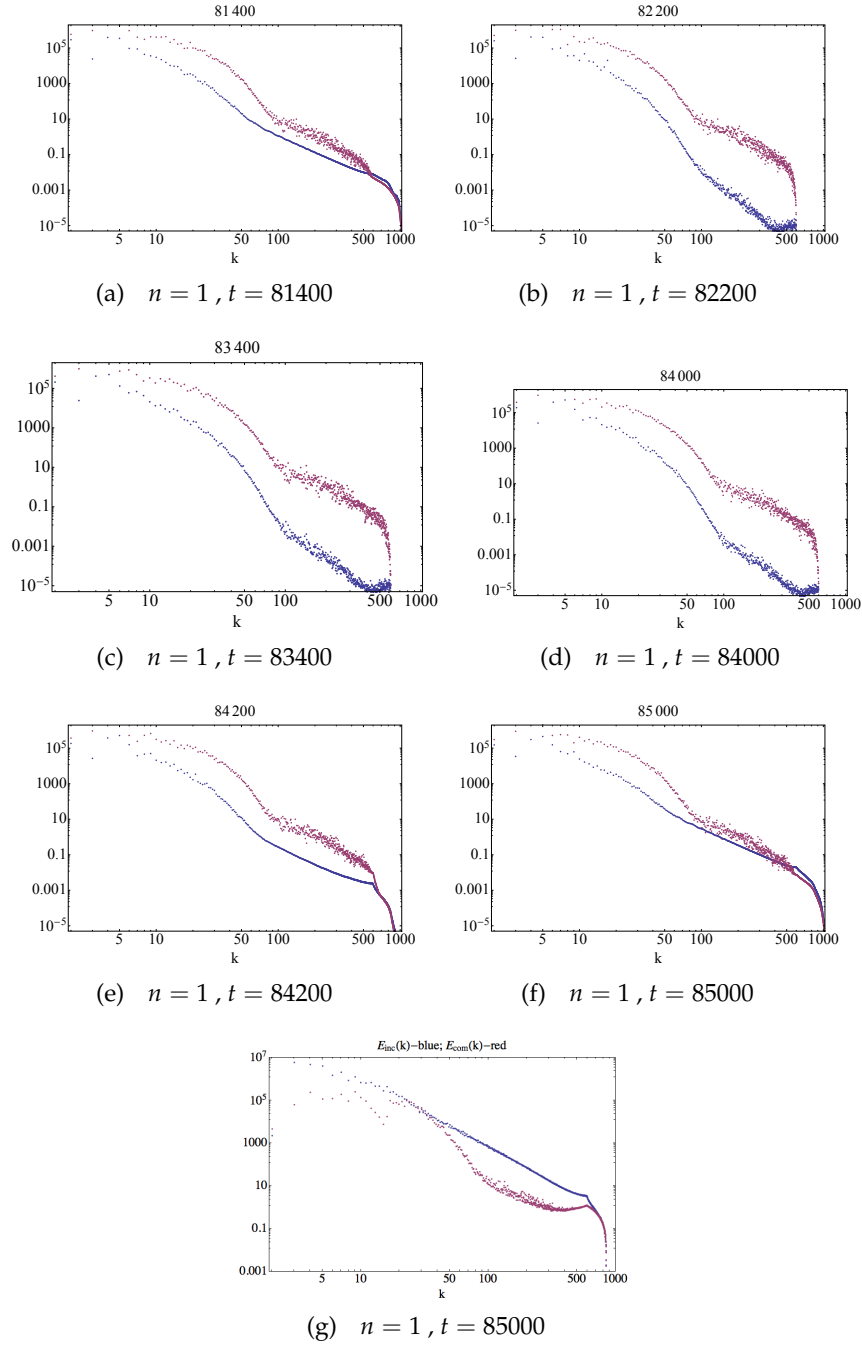 81 400
10^5
1000
10
0.1
0.001
10^-5
5 10 50 100 500 1000
k
(a) n = 1 , t = 81400
82 200
10^5
1000
10
0.1
0.001
10^-5
5 10 50 100 500 1000
k
(b) n = 1 , t = 82200
83 400
10^5
1000
10
0.1
0.001
10^-5
5 10 50 100 500 1000
k
(c) n = 1 , t = 83400
84 000
10^5
1000
10
0.1
0.001
10^-5
5 10 50 100 500 1000
k
(d) n = 1 , t = 84000
84 200
10^5
1000
10
0.1
0.001
10^-5
5 10 50 100 500 1000
k
(e) n = 1 , t = 84200
85 000
10^5
1000
10
0.1
0.001
10^-5
5 10 50 100 500 1000
k
(f) n = 1 , t = 85000
E_inc(k)-blue; E_com(k)-red
10^7
10^5
1000
10
0.1
0.001
5 10 50 100 500 1000
k
(g) n = 1 , t = 85000